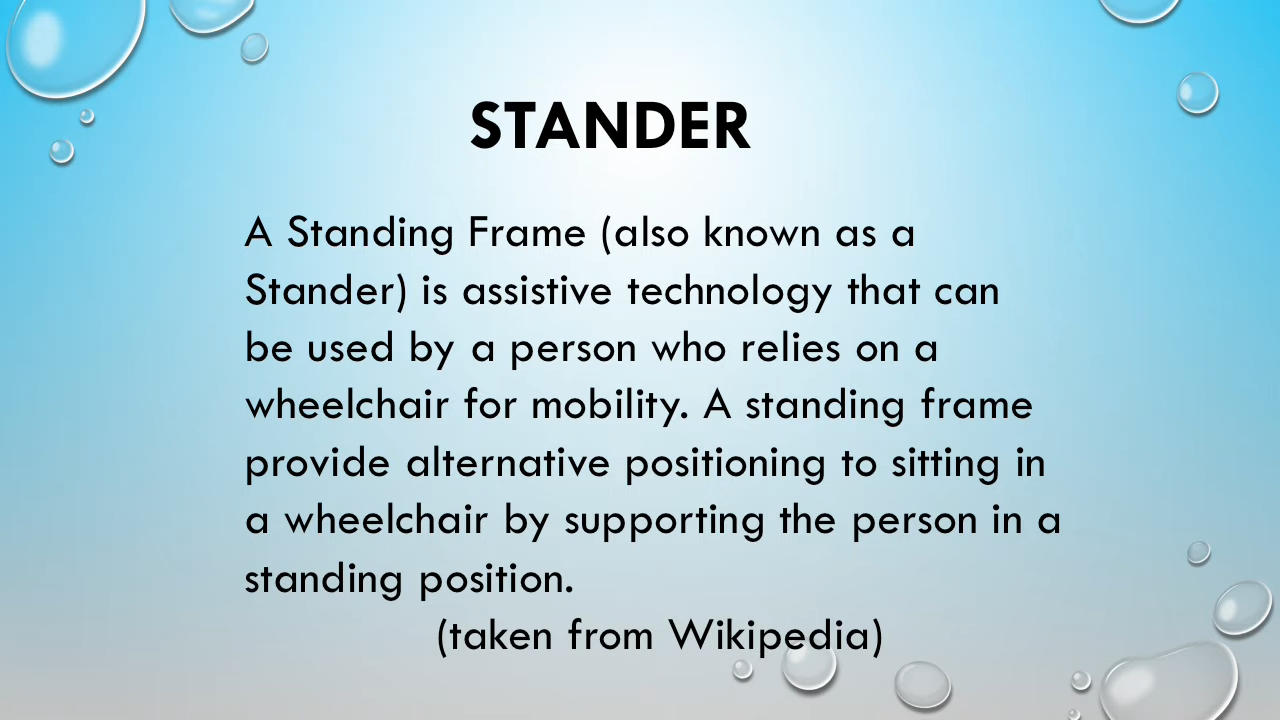 STANDER
A Standing Frame (also known as a
Stander) is assistive technology that can
be used by a person who relies on a
wheelchair for mobility. A standing frame
provide alternative positioning to sitting in
a wheelchair by supporting the person in a
standing position.
(taken from Wikipedia)